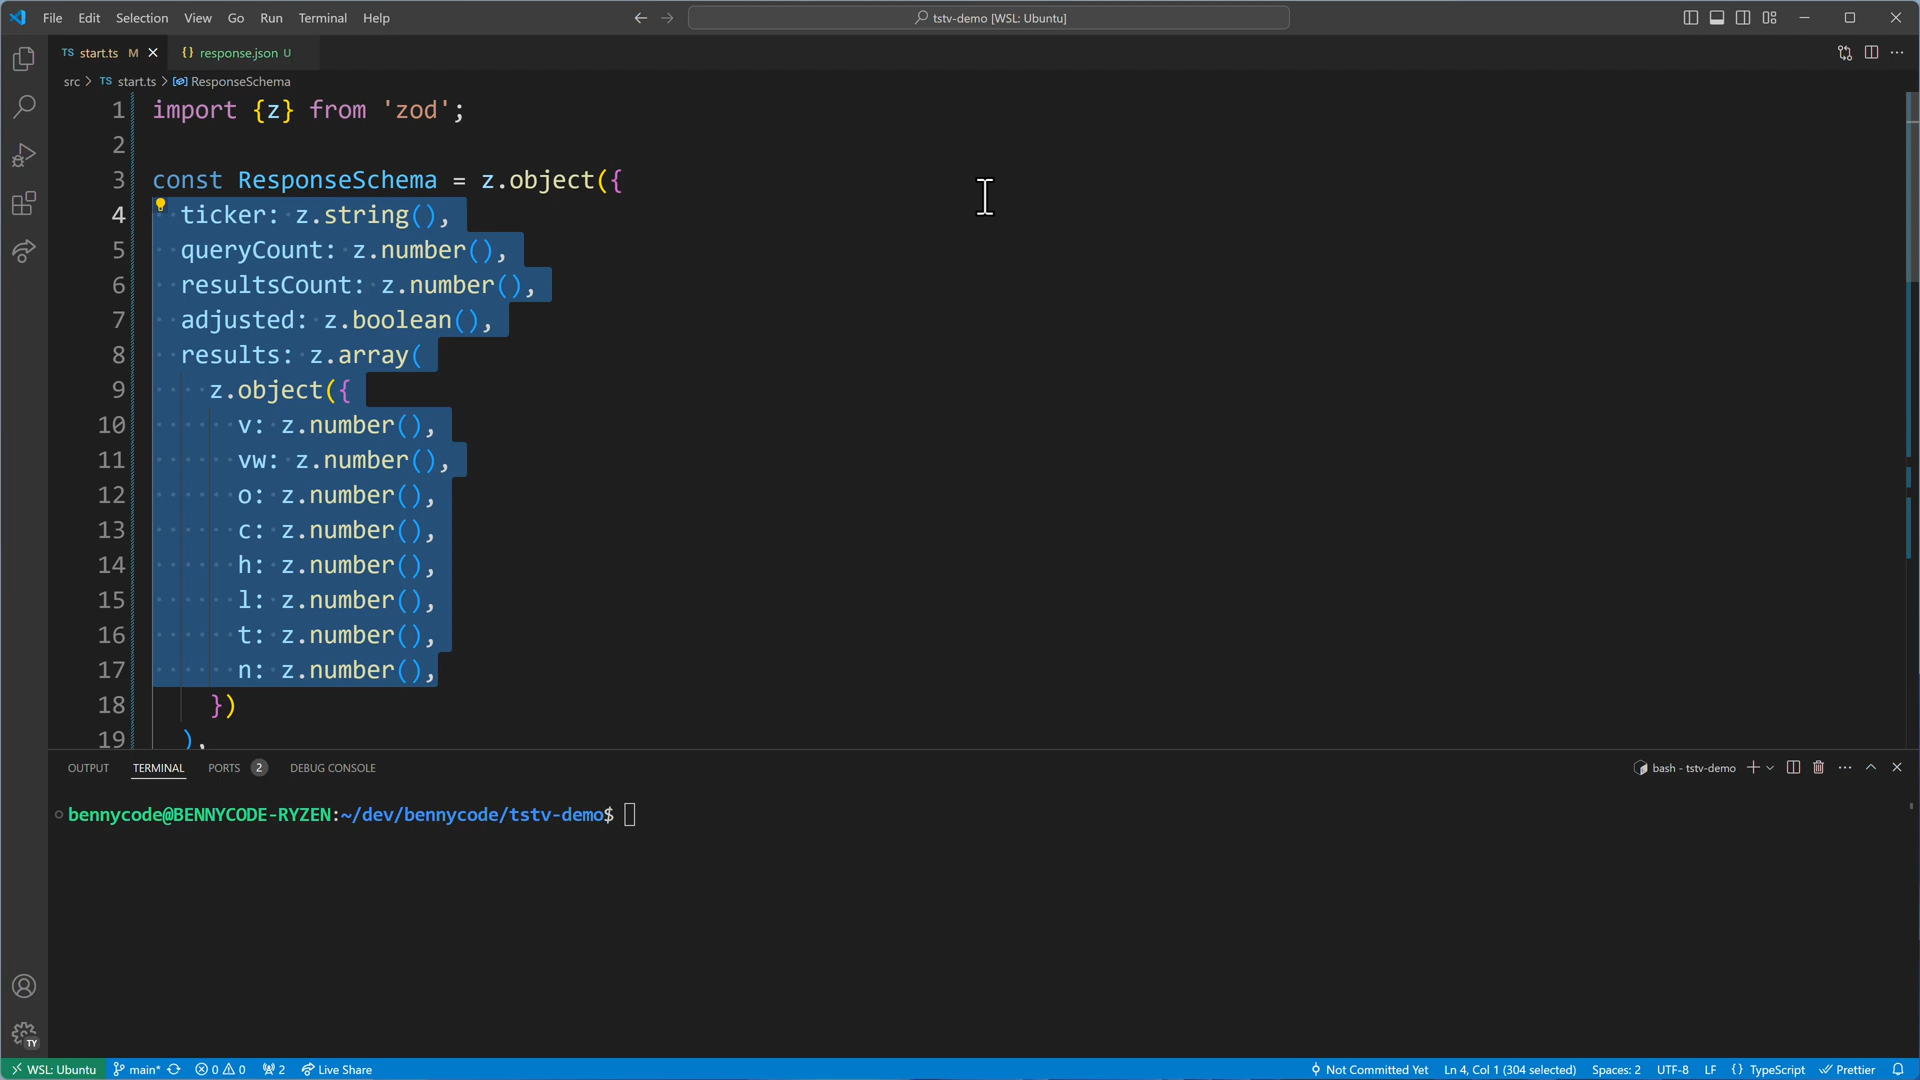 File Edit Selection View Go Run Terminal Help
tstv-demo [WSL: Ubuntu]
TS start.ts M
{} response.json U
src > TS start.ts > ResponseSchema
1 import {z} from 'zod';
2
3 const ResponseSchema = z.object({
4 ticker: z.string(),
5 queryCount: z.number(),
6 resultsCount: z.number(),
7 adjusted: z.boolean(),
8 results: z.array(
9 z.object({
10 v: z.number(),
11 vw: z.number(),
12 o: z.number(),
13 c: z.number(),
14 h: z.number(),
15 l: z.number(),
16 t: z.number(),
17 n: z.number(),
18 })
19 ),
OUTPUT TERMINAL PORTS 2 DEBUG CONSOLE
bash - tstv-demo
bennycode@BENNYCODE-RYZEN:~/dev/bennycode/tstv-demo$
TY
WSL: Ubuntu main* 0 0 2 Live Share
Not Committed Yet Ln 4, Col 1 (304 selected) Spaces: 2 UTF-8 LF {} TypeScript Prettier